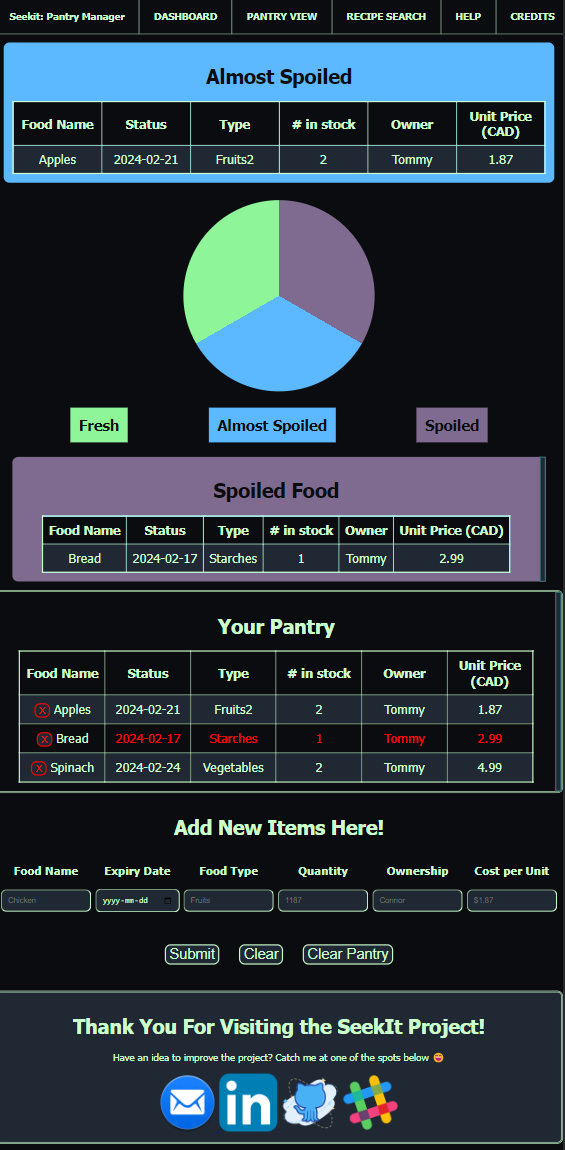 Seekit: Pantry Manager DASHBOARD PANTRY VIEW RECIPE SEARCH HELP CREDITS
Almost Spoiled
Food Name Status Type # in stock Owner Unit Price (CAD)
Apples 2024-02-21 Fruits2 2 Tommy 1.87
Fresh Almost Spoiled Spoiled
Spoiled Food
Food Name Status Type # in stock Owner Unit Price (CAD)
Bread 2024-02-17 Starches 1 Tommy 2.99
Your Pantry
Food Name Status Type # in stock Owner Unit Price (CAD)
X Apples 2024-02-21 Fruits2 2 Tommy 1.87
X Bread 2024-02-17 Starches 1 Tommy 2.99
X Spinach 2024-02-24 Vegetables 2 Tommy 4.99
Add New Items Here!
Food Name Expiry Date Food Type Quantity Ownership Cost per Unit
Chicken yyyy-mm-dd Fruits 1187 Connor $1.87
Submit Clear Clear Pantry
Thank You For Visiting the SeekIt Project!
Have an idea to improve the project? Catch me at one of the spots below 😄
in